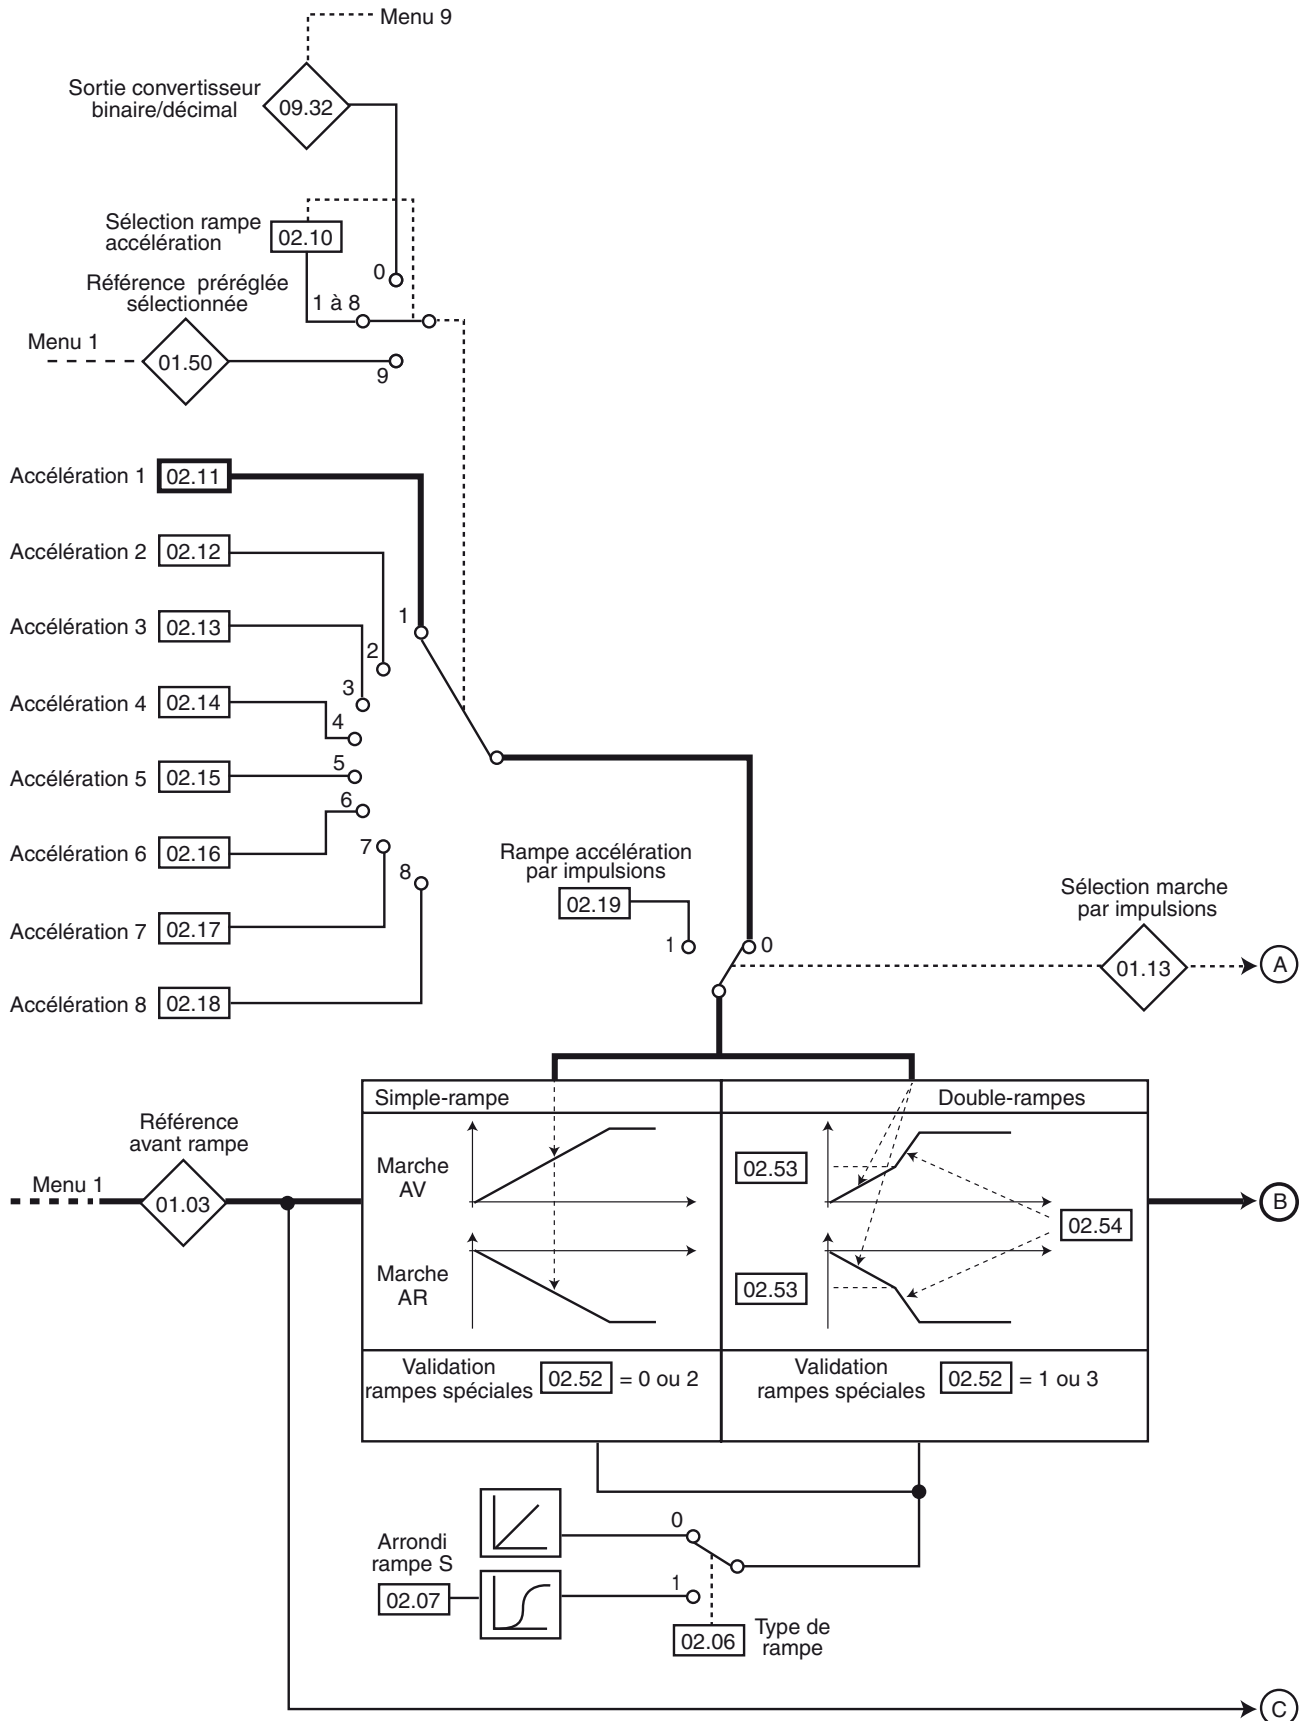 Menu 9
Sortie convertisseur
binaire/décimal
09.32
Sélection rampe
accélération
02.10
0
Référence préréglée
sélectionnée
1 à 8
Menu 1
01.50
9
Accélération 1
02.11
Accélération 2
02.12
Accélération 3
02.13
Accélération 4
02.14
Accélération 5
02.15
Accélération 6
02.16
Accélération 7
02.17
Accélération 8
02.18
1
2
3
4
5
6
7
8
Rampe accélération
par impulsions
02.19
1
0
Sélection marche
par impulsions
01.13
A
Référence
avant rampe
Menu 1
01.03
Simple-rampe
Double-rampes
Marche
AV
02.53
02.54
B
Marche
AR
02.53
Validation
rampes spéciales
02.52
= 0 ou 2
Validation
rampes spéciales
02.52
= 1 ou 3
0
Arrondi
rampe S
02.07
1
02.06
Type de
rampe
C